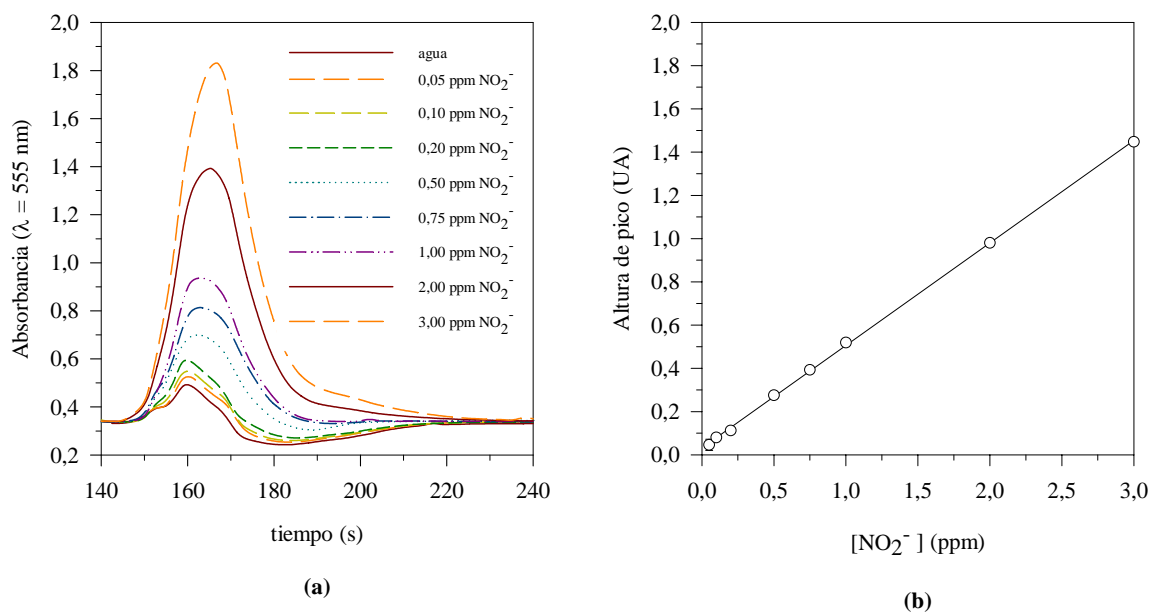 2,0
1,8
1,6
1,4
1,2
1,0
0,8
0,6
0,4
0,2
Absorbancia (λ = 555 nm)
140
160
180
200
220
240
tiempo (s)
agua
0,05 ppm NO₂⁻
0,10 ppm NO₂⁻
0,20 ppm NO₂⁻
0,50 ppm NO₂⁻
0,75 ppm NO₂⁻
1,00 ppm NO₂⁻
2,00 ppm NO₂⁻
3,00 ppm NO₂⁻
(a)
2,0
1,8
1,6
1,4
1,2
1,0
0,8
0,6
0,4
0,2
0,0
Altura de pico (UA)
0,0
0,5
1,0
1,5
2,0
2,5
3,0
[NO₂⁻ ] (ppm)
(b)